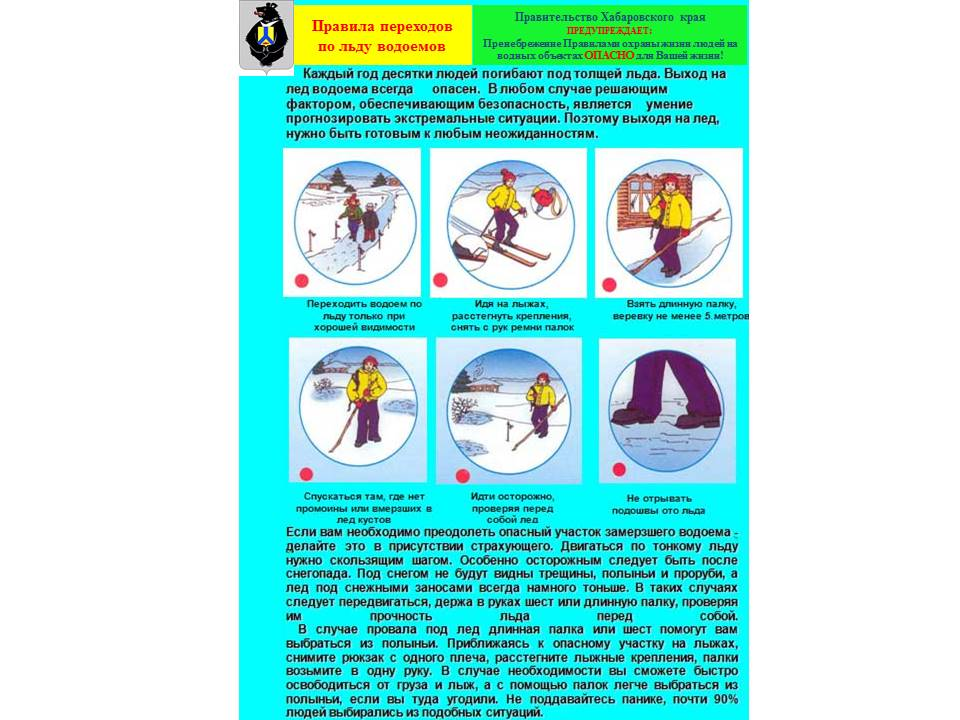 Правила переходов
по льду водоемов
Правительство Хабаровского края
ПРЕДУПРЕЖДАЕТ:
Пренебрежение Правилами охраны жизни людей на
водных объектах ОПАСНО для Вашей жизни!
Каждый год десятки людей погибают под толщей льда. Выход на
лед водоема всегда опасен. В любом случае решающим
фактором, обеспечивающим безопасность, является умение
прогнозировать экстремальные ситуации. Поэтому выходя на лед,
нужно быть готовым к любым неожиданностям.
Переходить водоем по
льду только при
хорошей видимости
Идя на лыжах,
расстегнуть крепления,
снять с рук ремни палок
Взять длинную палку,
веревку не менее 5 метров
Спускаться там, где нет
промоины или вмерзших в
лед кустов
Идти осторожно,
проверяя перед
собой лед
Не отрывать
подошвы ото льда
Если вам необходимо преодолеть опасный участок замерзшего водоема -
делайте это в присутствии страхующего. Двигаться по тонкому льду
нужно скользящим шагом. Особенно осторожным следует быть после
снегопада. Под снегом не будут видны трещины, полыньи и проруби, а
лед под снежными заносами всегда намного тоньше. В таких случаях
следует передвигаться, держа в руках шест или длинную палку, проверяя
им прочность льда перед собой.
В случае провала под лед длинная палка или шест помогут вам
выбраться из полыньи. Приближаясь к опасному участку на лыжах,
снимите рюкзак с одного плеча, расстегните лыжные крепления, палки
возьмите в одну руку. В случае необходимости вы сможете быстро
освободиться от груза и лыж, а с помощью палок легче выбраться из
полыньи, если вы туда угодили. Не поддавайтесь панике, почти 90%
людей выбирались из подобных ситуаций.